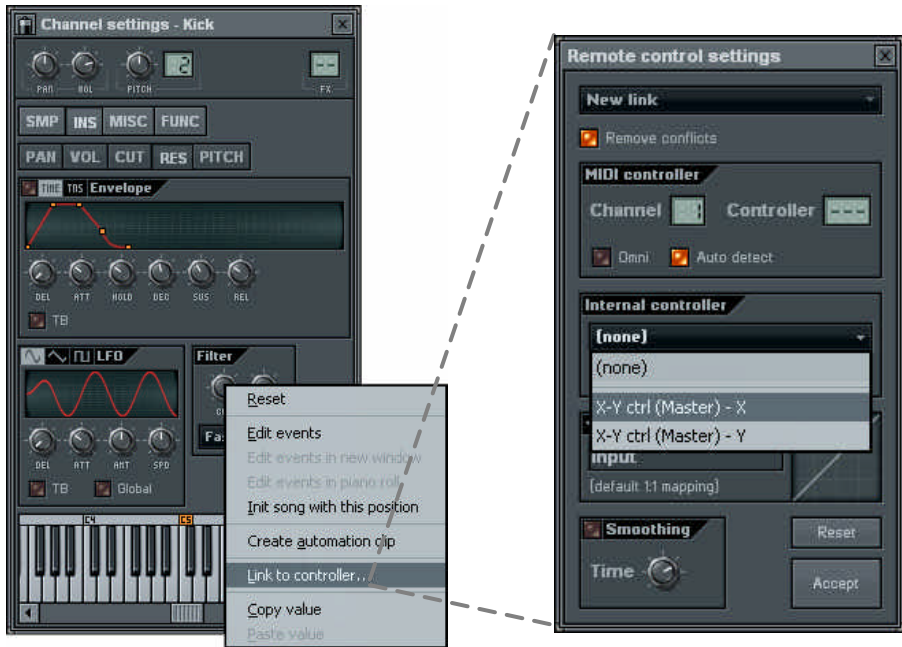 Channel settings - Kick
PAN VOL PITCH 2 -- FX
SMP INS MISC FUNC
PAN VOL CUT RES PITCH
TIME TNS Envelope
DEL ATT HOLD DEC SUS REL
TB
LFO
DEL ATT AMT SPD
TB Global
Filter
C4 C5
Reset
Edit events
Edit events in new window
Edit events in piano roll
Init song with this position
Create automation clip
Link to controller..
Copy value
Paste value
Remote control settings
New link
Remove conflicts
MIDI controller
Channel 1 Controller ---
Omni Auto detect
Internal controller
(none)
(none)
X-Y ctrl (Master) - X
X-Y ctrl (Master) - Y
Input
(default 1:1 mapping)
Smoothing
Time
Reset
Accept